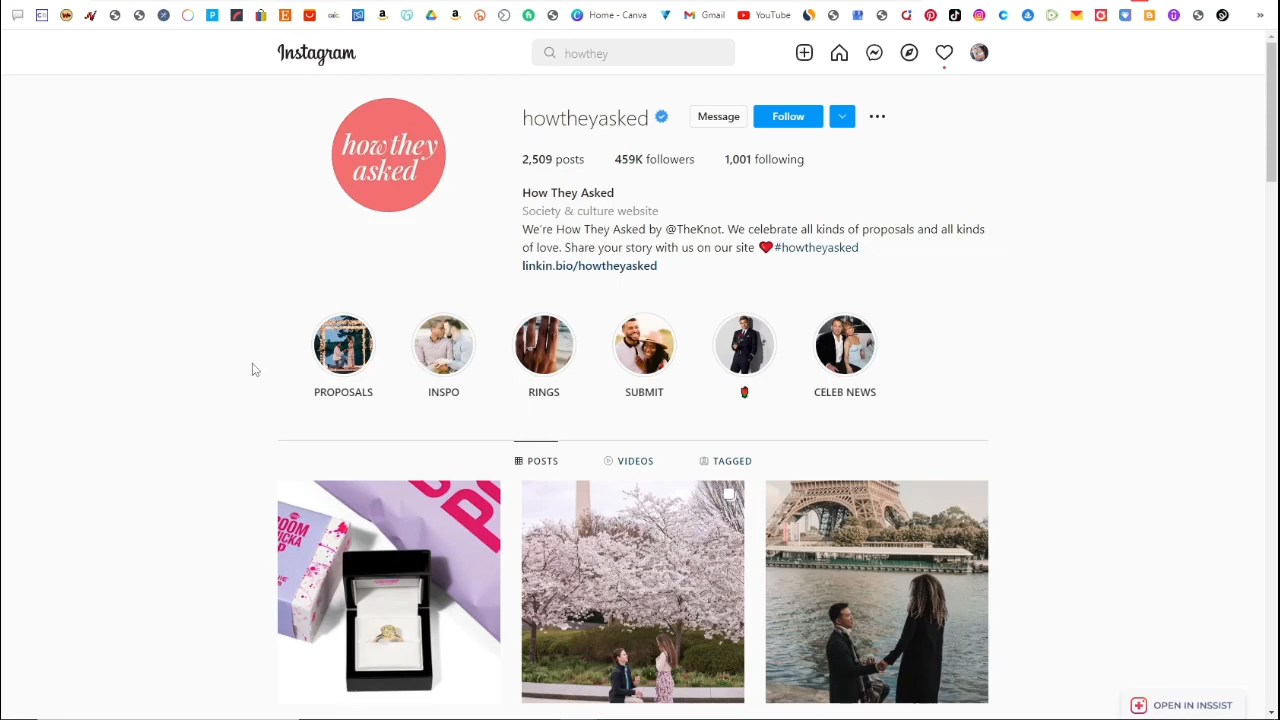 Home - Canva
Gmail
YouTube
Instagram
howthey
how they
asked
howtheyasked
Message
Follow
2,509 posts
459K followers
1,001 following
How They Asked
Society & culture website
We're How They Asked by @TheKnot. We celebrate all kinds of proposals and all kinds
of love. Share your story with us on our site ❤️#howtheyasked
linkin.bio/howtheyasked
PROPOSALS
INSPO
RINGS
SUBMIT
🌹
CELEB NEWS
POSTS
VIDEOS
TAGGED
OPEN IN INSSIST